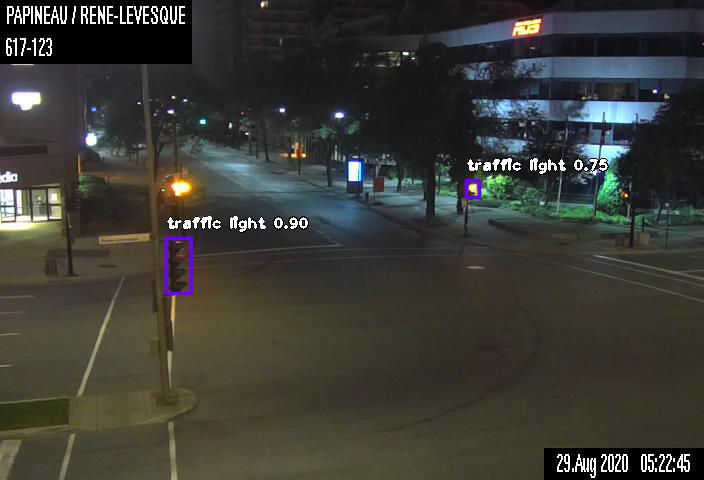 PAPINEAU / RENE-LEVESQUE
617-123
traffic light 0.75
traffic light 0.90
29.Aug 2020 05:22:45